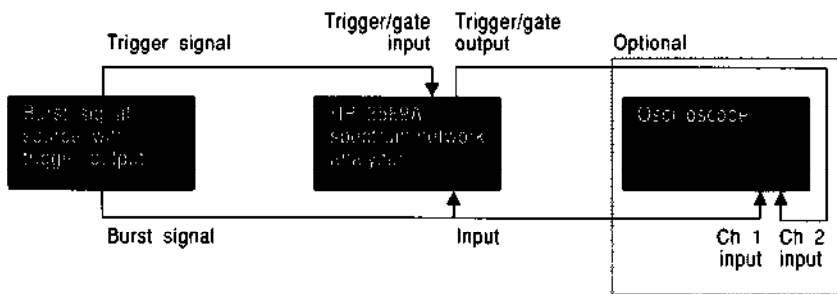 Trigger signal
Trigger/gate
input
Trigger/gate
output
Optional
Burst signal
source with
trigger output
HP 3589A
spectrum/network
analyzer
Oscilloscope
Burst signal
Input
Ch 1
input
Ch 2
input